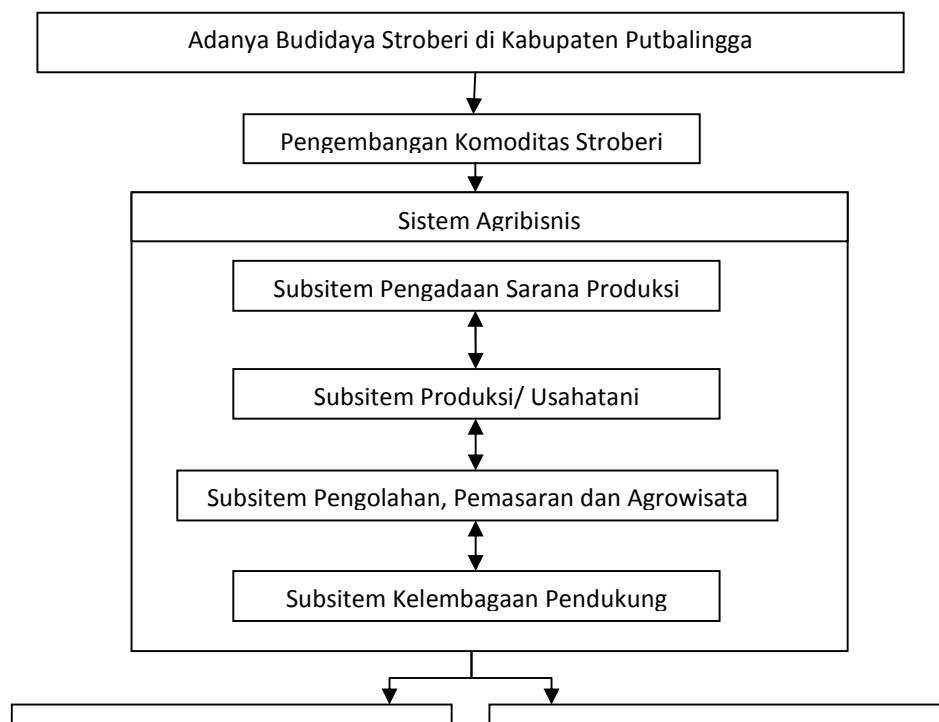 Adanya Budidaya Stroberi di Kabupaten Putbalingga
Pengembangan Komoditas Stroberi
Sistem Agribisnis
Subsitem Pengadaan Sarana Produksi
Subsitem Produksi/ Usahatani
Subsitem Pengolahan, Pemasaran dan Agrowisata
Subsitem Kelembagaan Pendukung